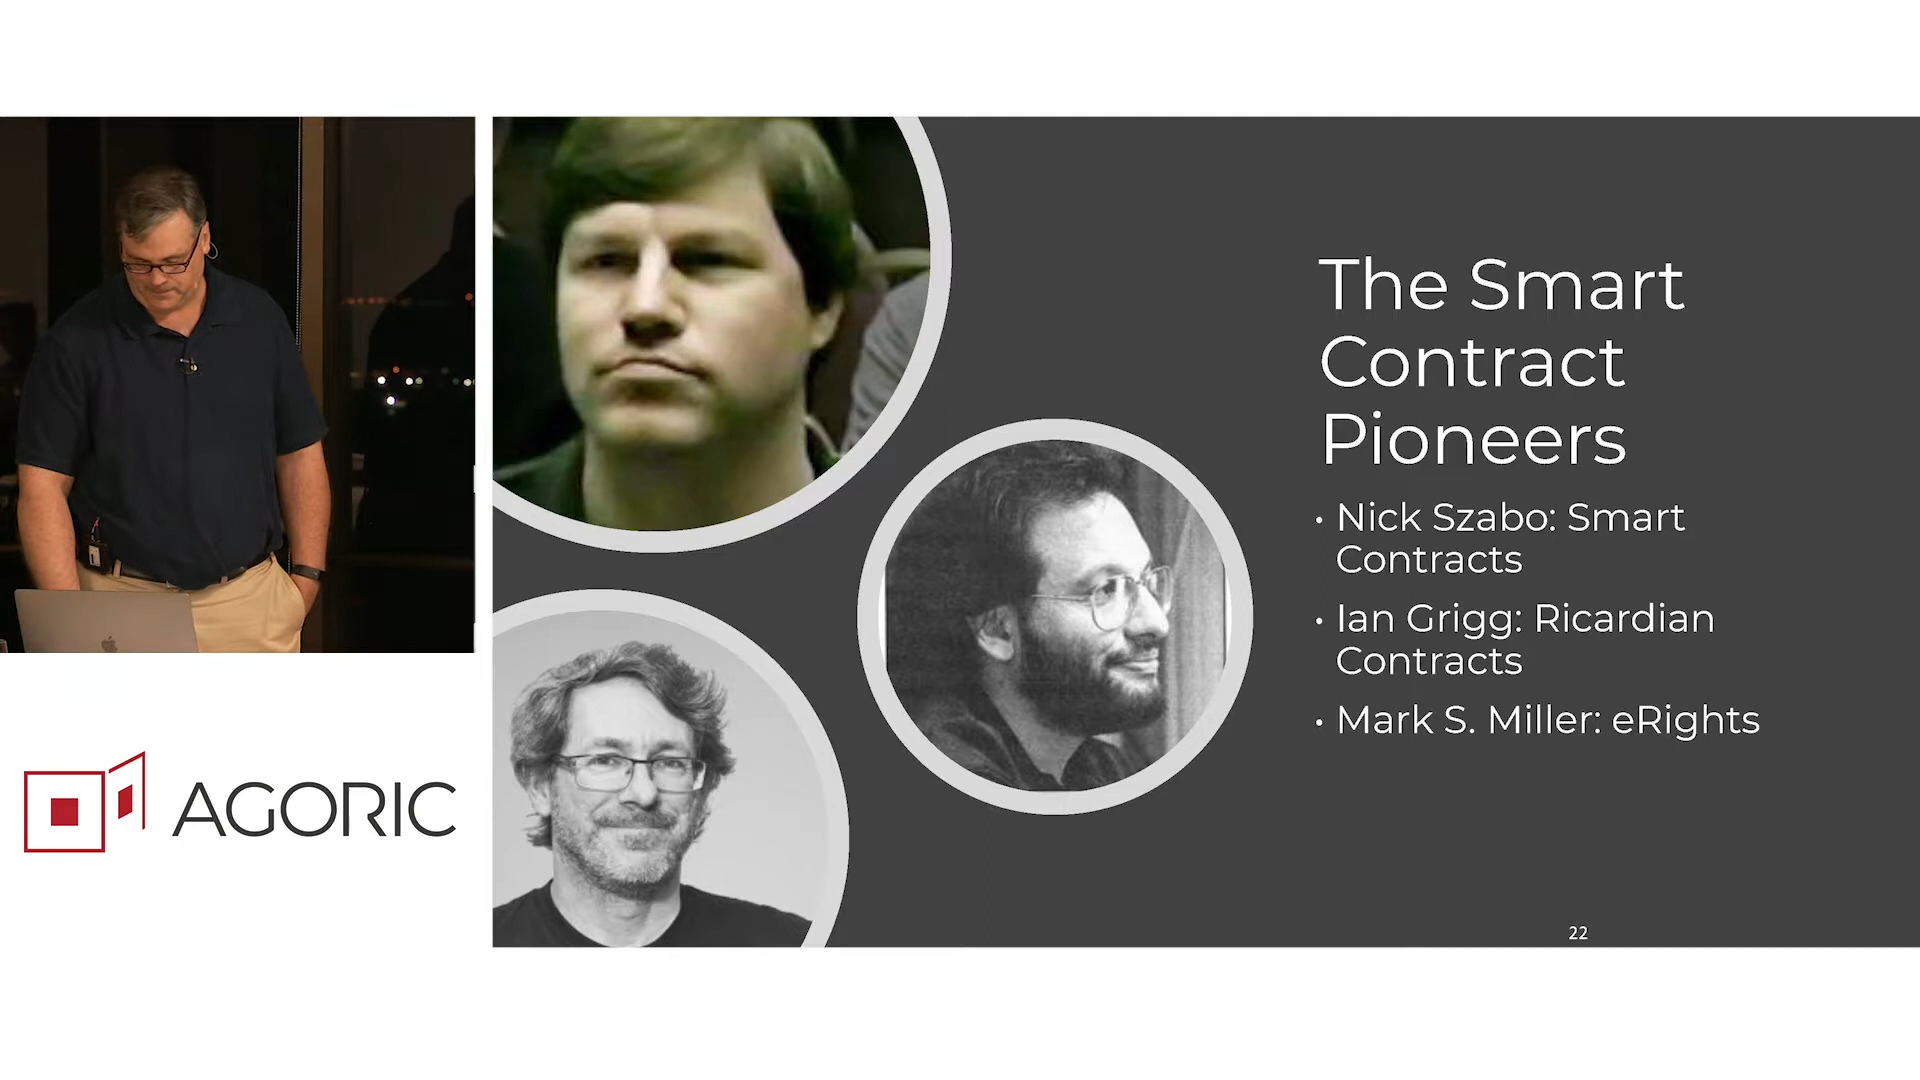 The Smart
Contract
Pioneers
• Nick Szabo: Smart
Contracts
• Ian Grigg: Ricardian
Contracts
• Mark S. Miller: eRights
22
AGORIC